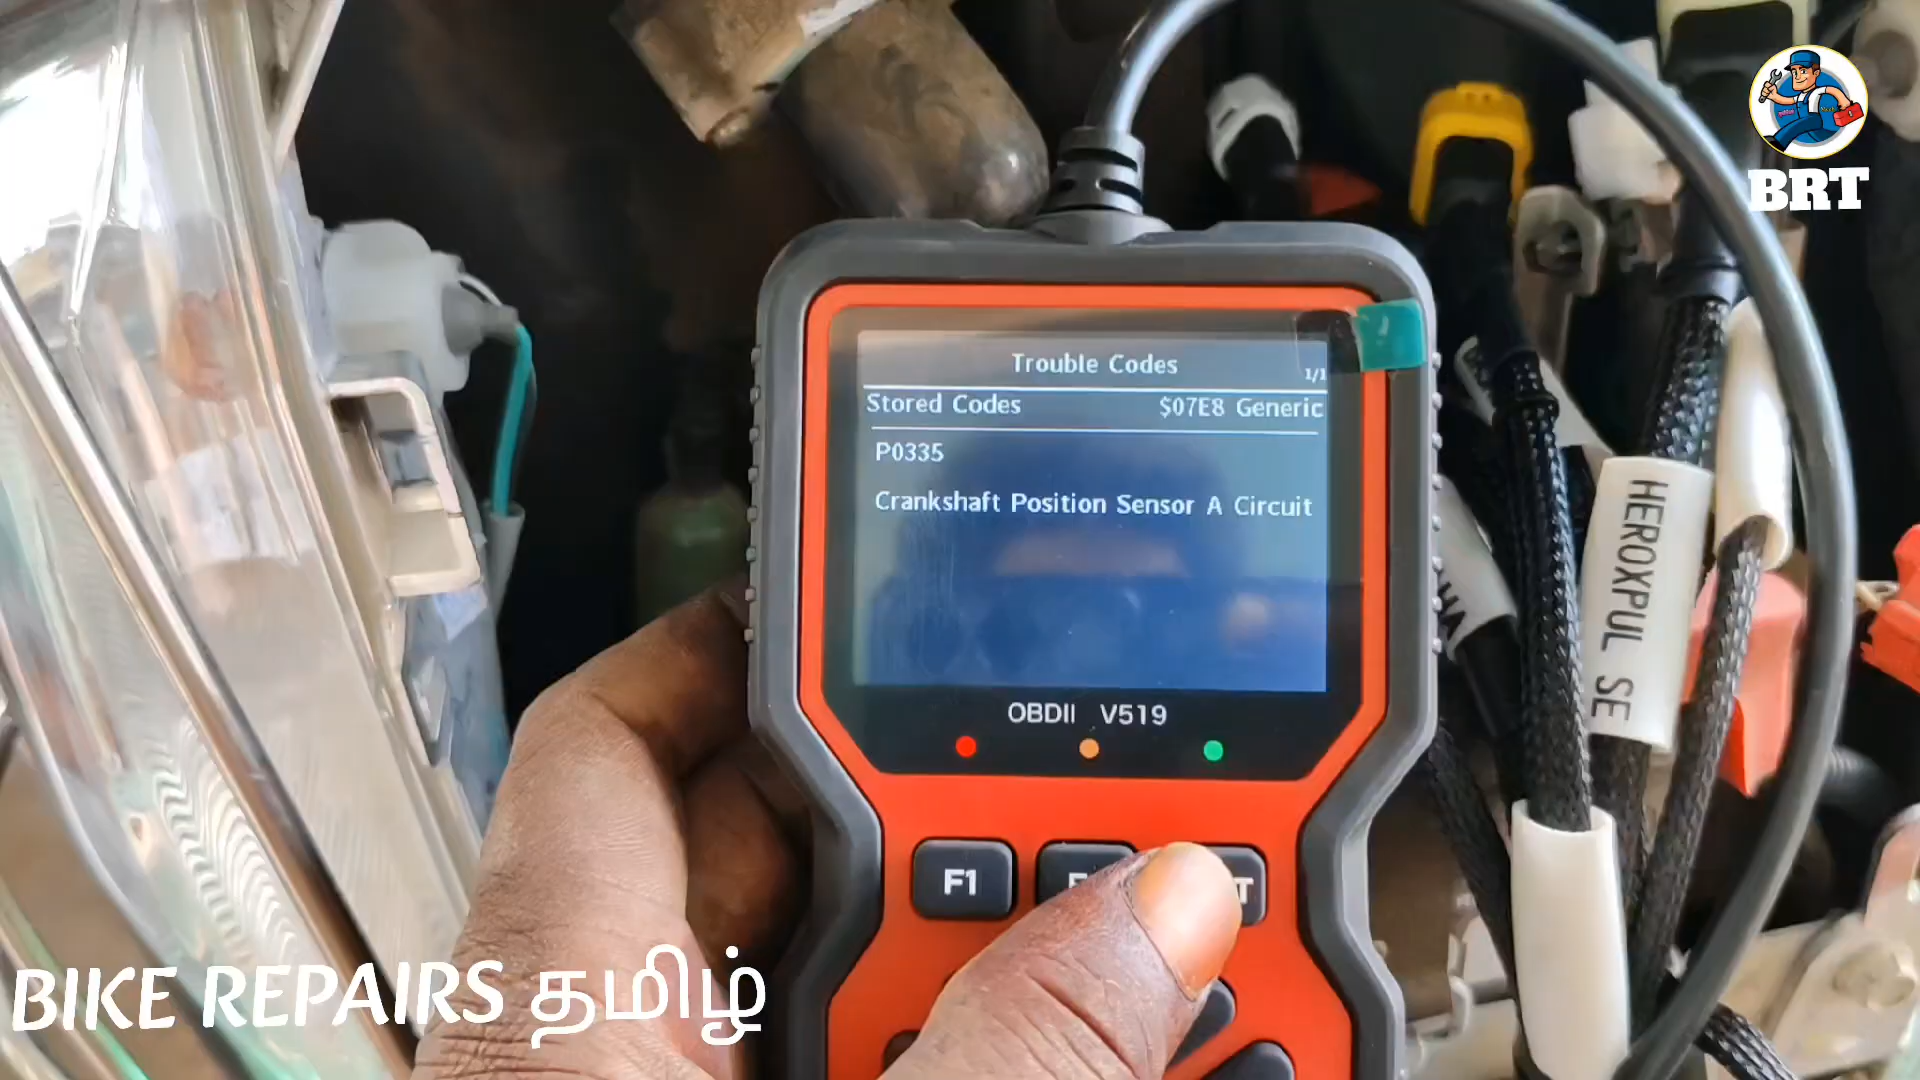 BRT
Trouble Codes
1/1
Stored Codes $07E8 Generic
P0335
Crankshaft Position Sensor A Circuit
OBDII V519
F1
HEROXPUL SE
BIKE REPAIRS தமிழ்